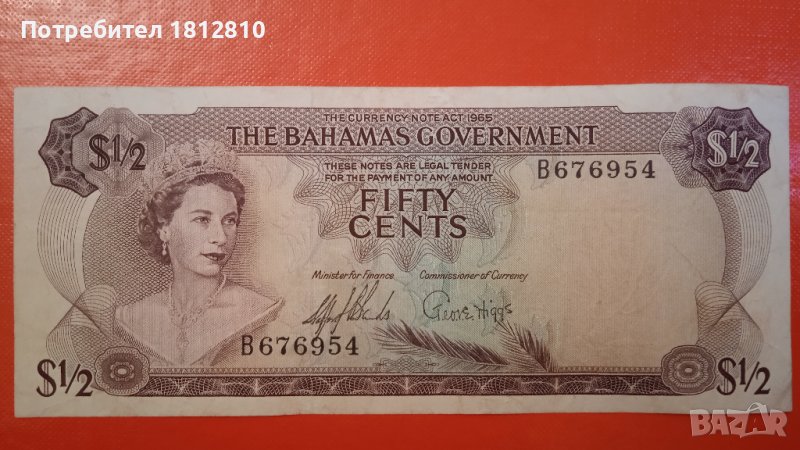 Потребител 1812810
THE CURRENCY NOTE ACT 1965
$1/2 THE BAHAMAS GOVERNMENT $1/2
THESE NOTES ARE LEGAL TENDER
FOR THE PAYMENT OF ANY AMOUNT
B676954
FIFTY
CENTS
Minister for Finance Commissioner of Currency
B676954
$1/2 $1/2
BAZAR